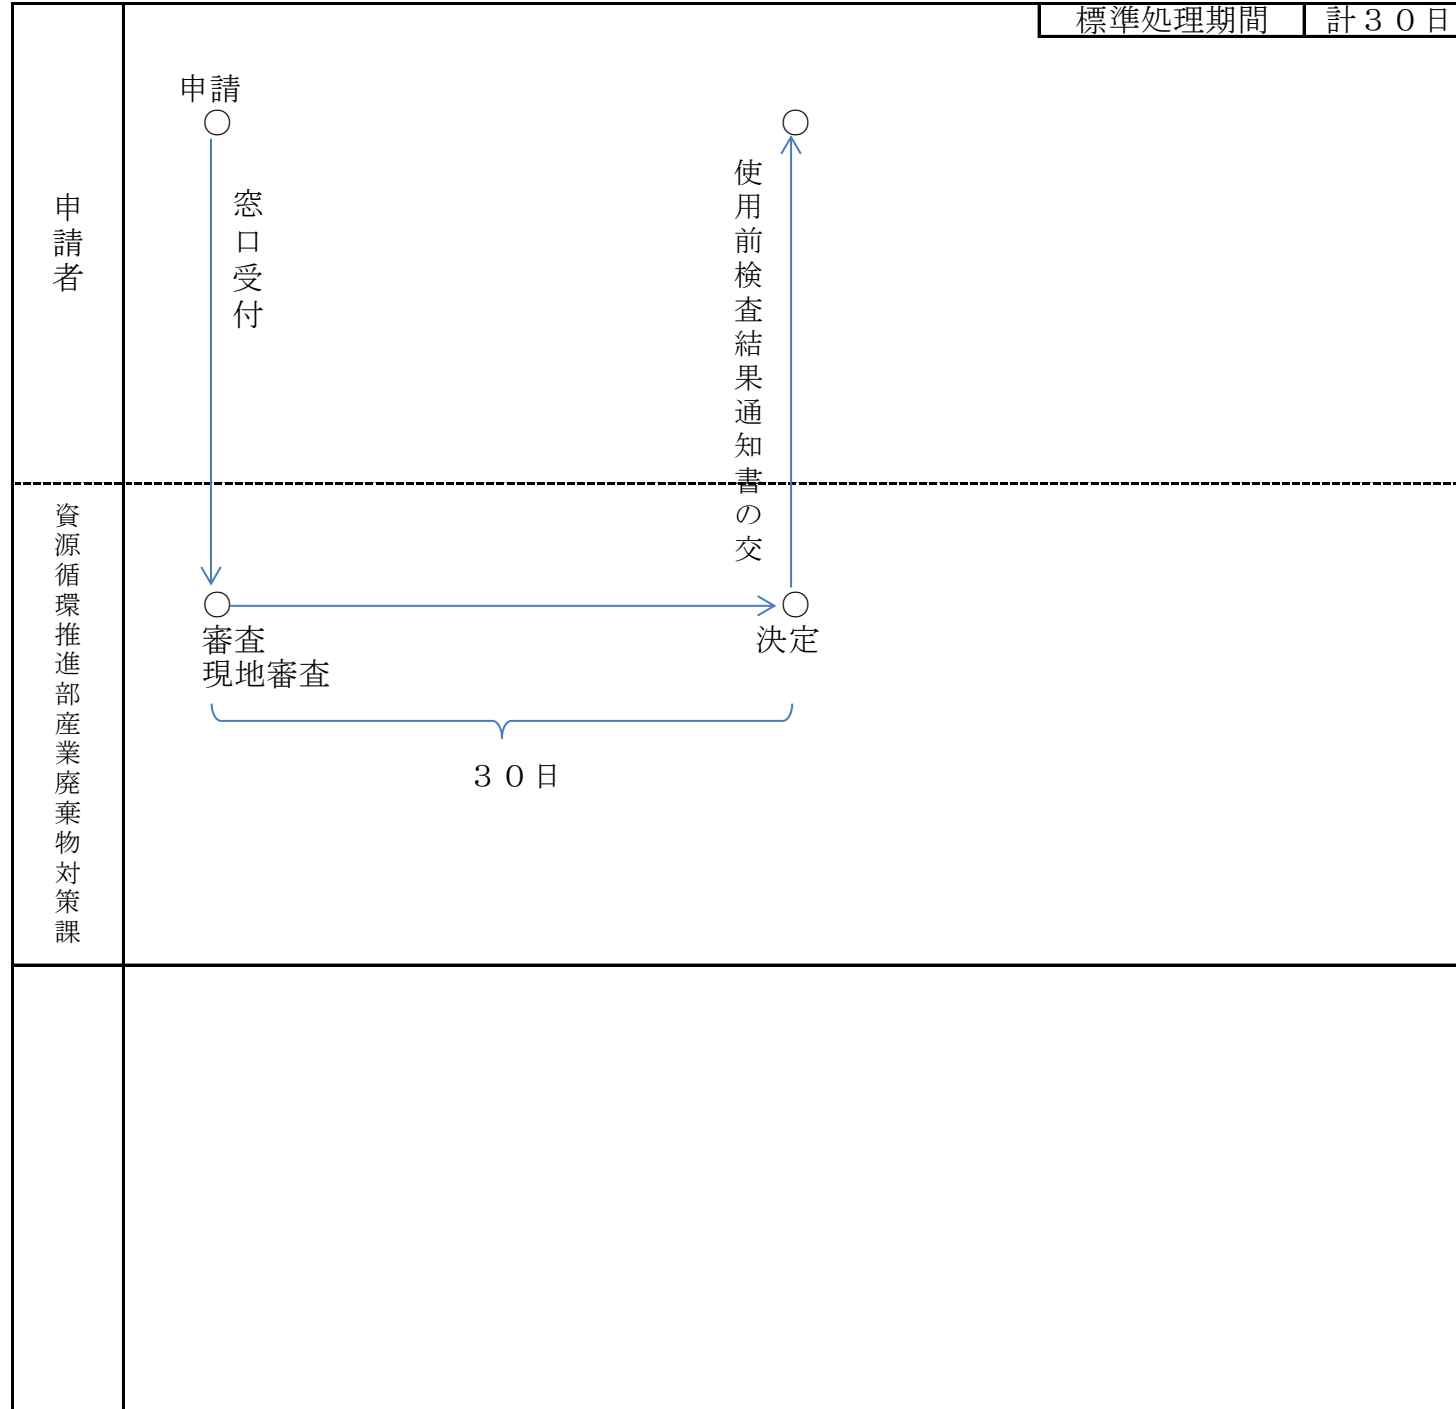 標準処理期間 計３０日
申請者
申請
窓口受付
使用前検査結果通知書の交
資源循環推進部産業廃棄物対策課
審査
現地審査
決定
３０日